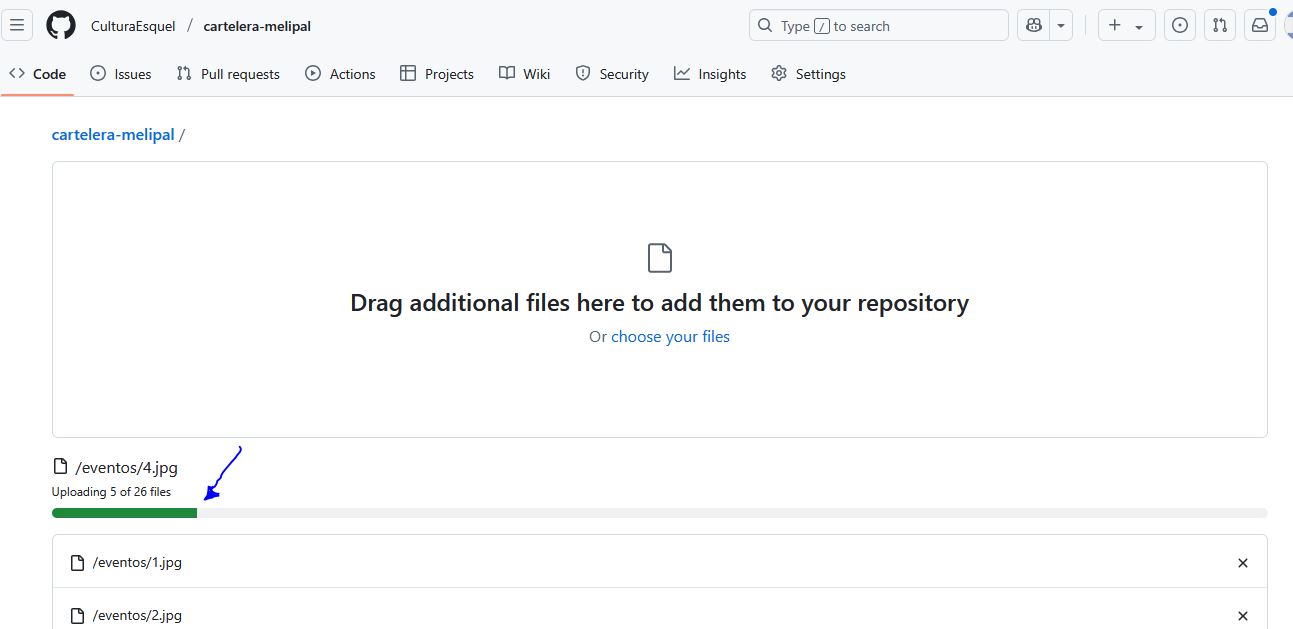 CulturaEsquel / cartelera-melipal
Type / to search
Code Issues Pull requests Actions Projects Wiki Security Insights Settings
cartelera-melipal /
Drag additional files here to add them to your repository
Or choose your files
/eventos/4.jpg
Uploading 5 of 26 files
/eventos/1.jpg
/eventos/2.jpg